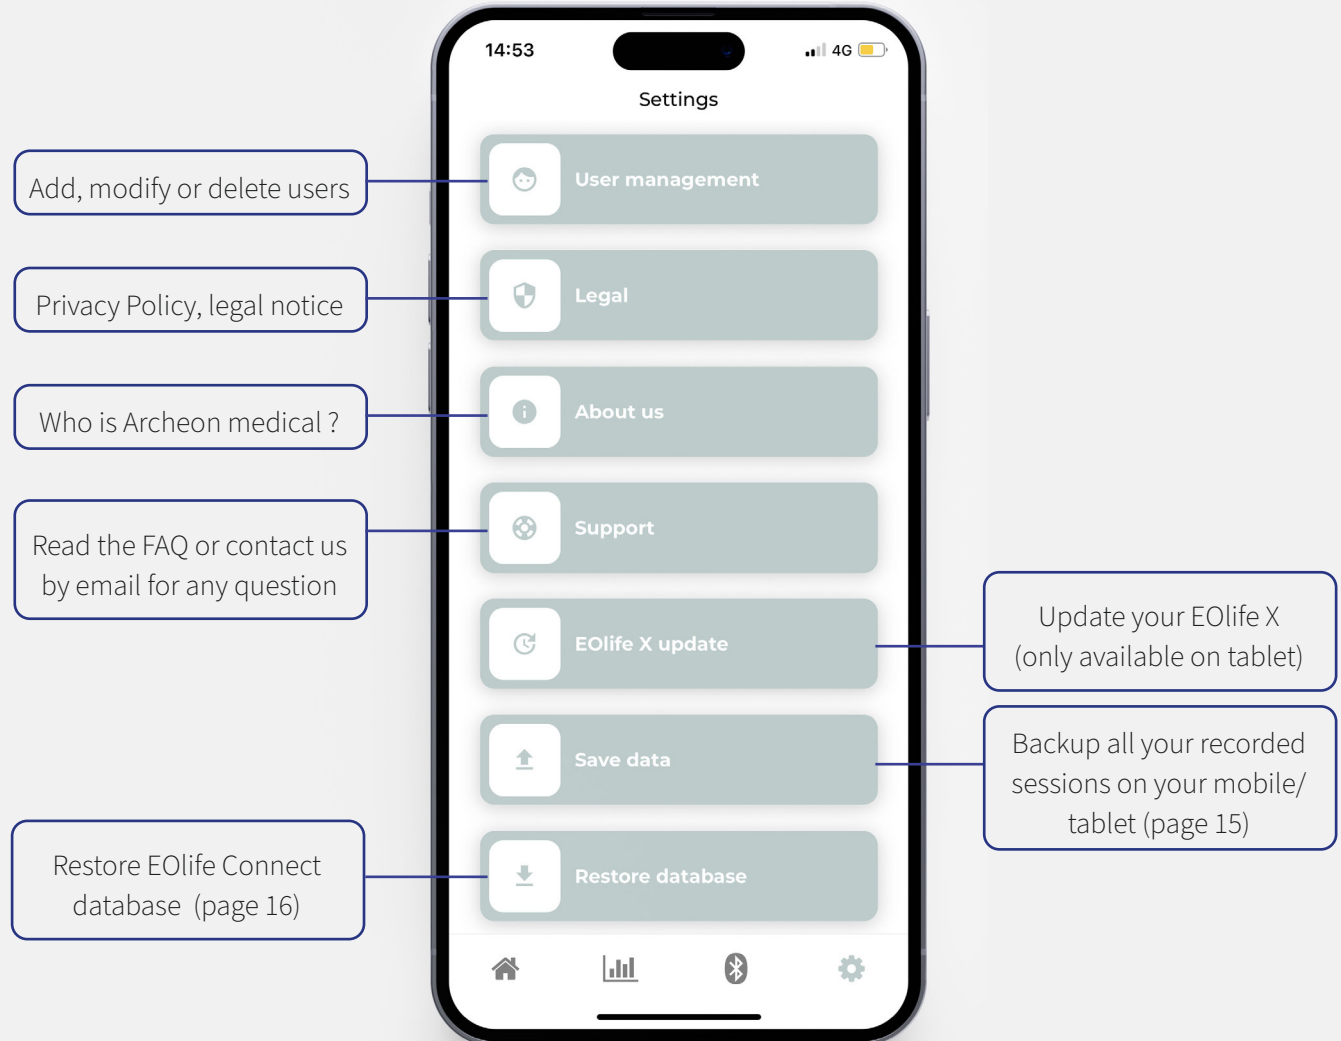 14:53
4G
Settings
Add, modify or delete users
User management
Privacy Policy, legal notice
Legal
Who is Archeon medical ?
About us
Read the FAQ or contact us
by email for any question
Support
EOlife X update
Update your EOlife X
(only available on tablet)
Save data
Backup all your recorded
sessions on your mobile/
tablet (page 15)
Restore EOlife Connect
database (page 16)
Restore database